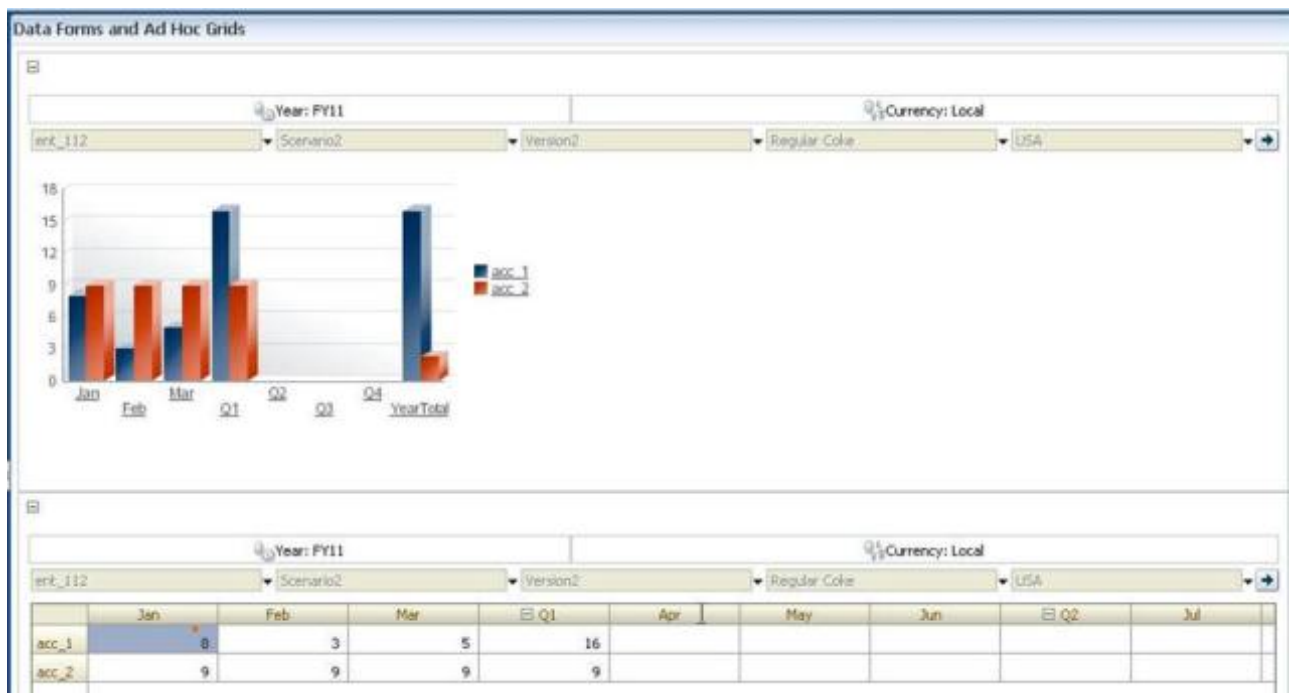 Data Forms and Ad Hoc Grids
Year: FY11 Currency: Local
ent_112 Scenario2 Version2 Regular Coke USA
18
15
12
9
6
3
0
acc_1
acc_2
Jan Feb Mar Q1 Q2 Q3 Q4 YearTotal
Year: FY11 Currency: Local
ent_112 Scenario2 Version2 Regular Coke USA
Jan Feb Mar Q1 Apr May Jun Q2 Jul
acc_1 8 3 5 16
acc_2 9 9 9 9